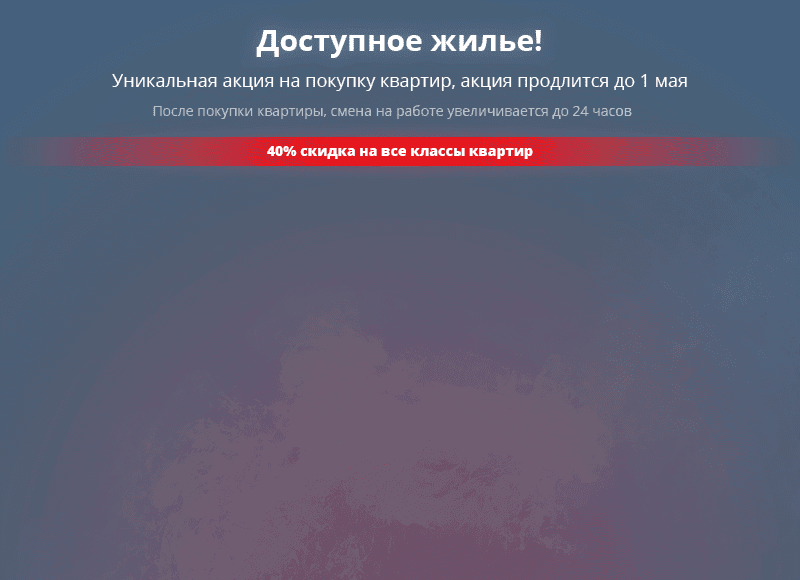 Доступное жилье!
Уникальная акция на покупку квартир, акция продлится до 1 мая
После покупки квартиры, смена на работе увеличивается до 24 часов
40% скидка на все классы квартир